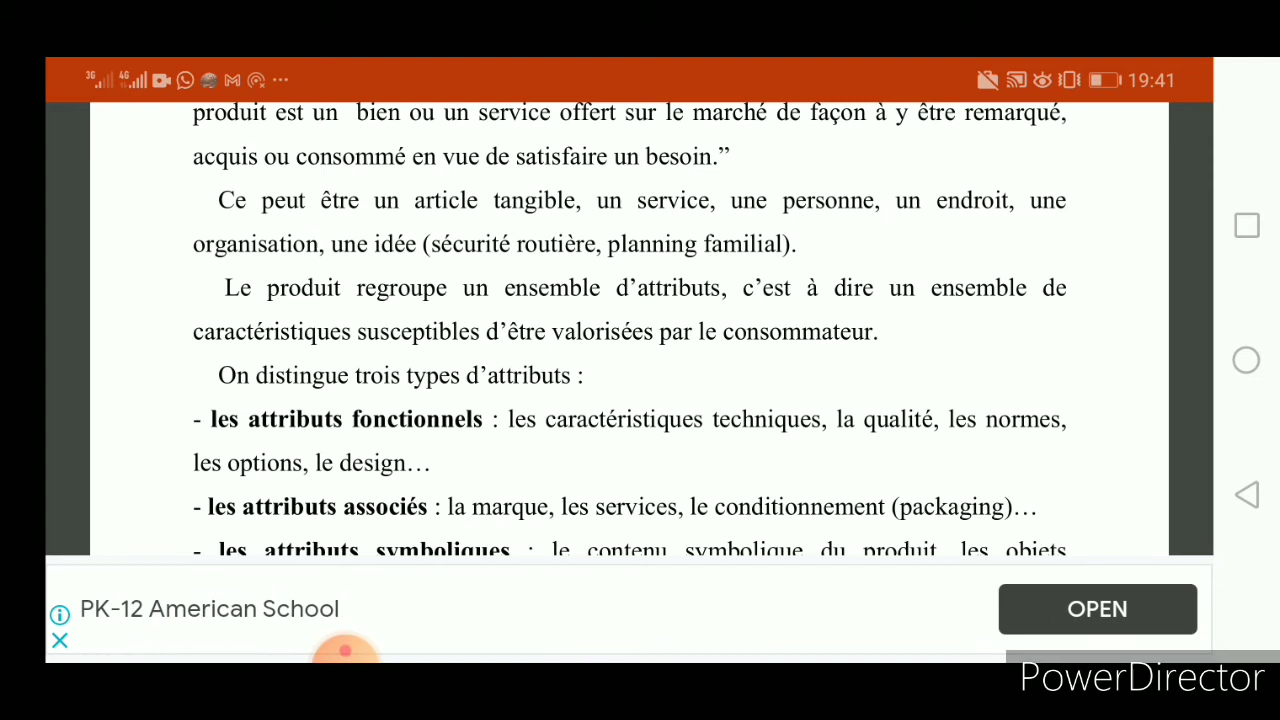 3G 4G 19:41
produit est un bien ou un service offert sur le marché de façon à y être remarqué,
acquis ou consommé en vue de satisfaire un besoin.”
Ce peut être un article tangible, un service, une personne, un endroit, une
organisation, une idée (sécurité routière, planning familial).
Le produit regroupe un ensemble d’attributs, c’est à dire un ensemble de
caractéristiques susceptibles d’être valorisées par le consommateur.
On distingue trois types d’attributs :
- les attributs fonctionnels : les caractéristiques techniques, la qualité, les normes,
les options, le design…
- les attributs associés : la marque, les services, le conditionnement (packaging)…
- les attributs symboliques : le contenu symbolique du produit, les objets
PK-12 American School
OPEN
PowerDirector